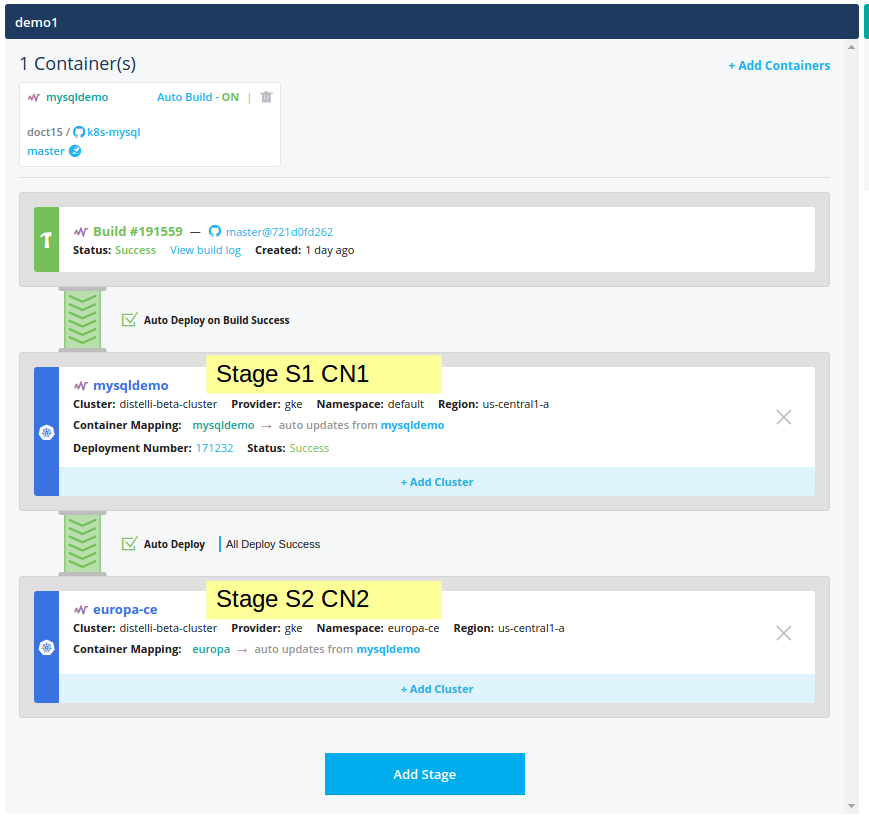 demo1
1 Container(s)
+ Add Containers
mysqldemo Auto Build - ON |
doct15 / k8s-mysql
master
Build #191559 — master@721d0fd262
Status: Success View build log Created: 1 day ago
Auto Deploy on Build Success
Stage S1 CN1
mysqldemo
Cluster: distelli-beta-cluster Provider: gke Namespace: default Region: us-central1-a
Container Mapping: mysqldemo → auto updates from mysqldemo
Deployment Number: 171232 Status: Success
+ Add Cluster
Auto Deploy | All Deploy Success
Stage S2 CN2
europa-ce
Cluster: distelli-beta-cluster Provider: gke Namespace: europa-ce Region: us-central1-a
Container Mapping: europa → auto updates from mysqldemo
+ Add Cluster
Add Stage